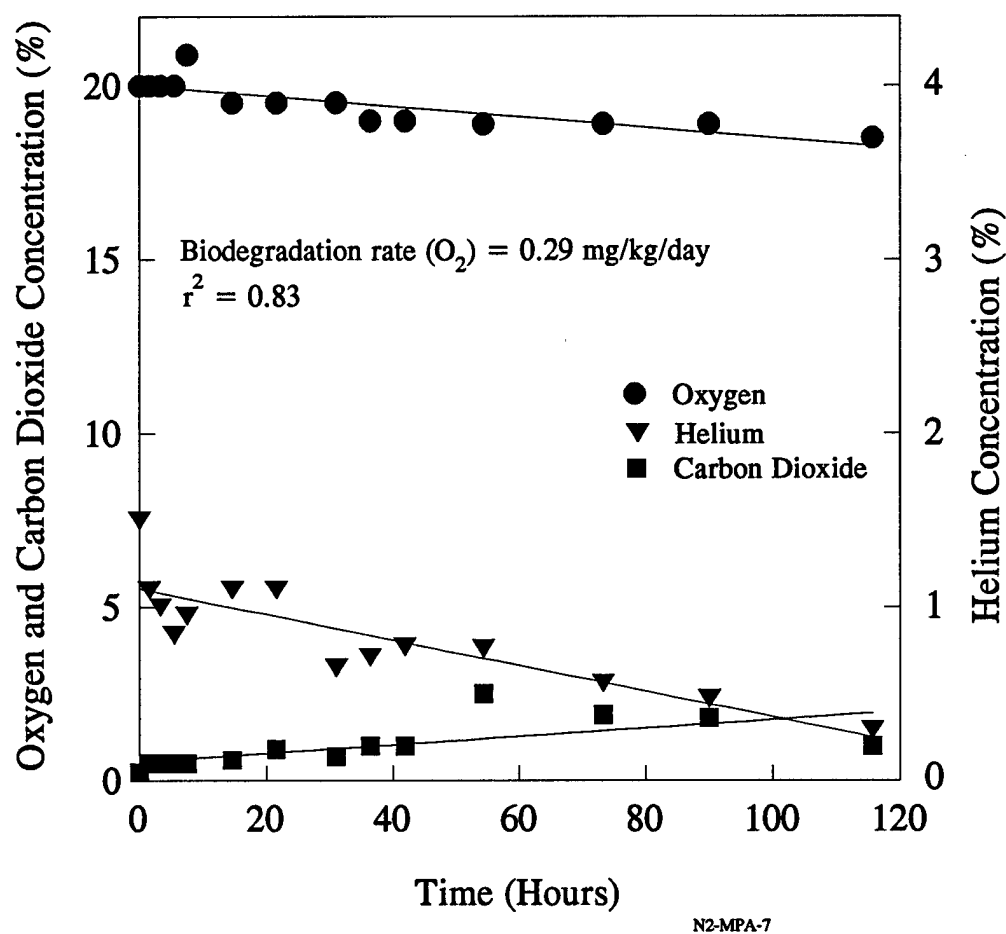 Oxygen and Carbon Dioxide Concentration (%)
20
15
10
5
0
Biodegradation rate (O₂) = 0.29 mg/kg/day
r² = 0.83
Oxygen
Helium
Carbon Dioxide
4
3
2
1
0
Helium Concentration (%)
0 20 40 60 80 100 120
Time (Hours)
N2-MPA-7